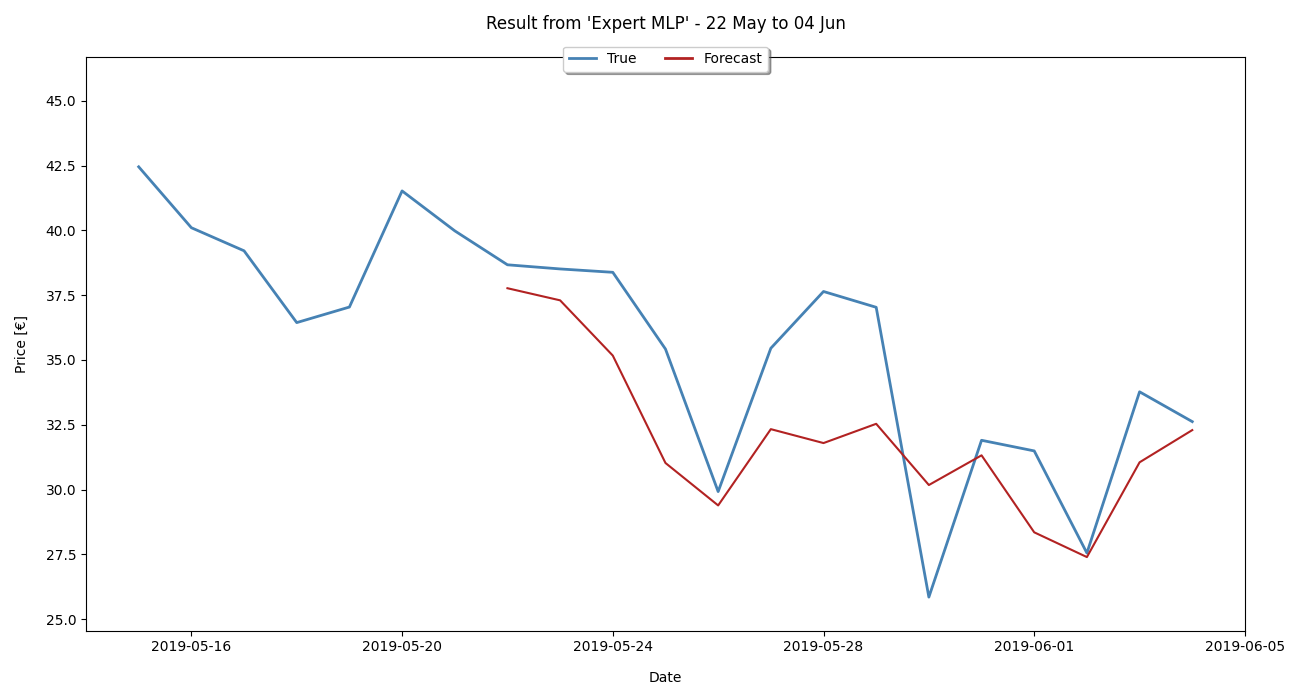 Result from 'Expert MLP' - 22 May to 04 Jun
True Forecast
45.0
42.5
40.0
37.5
35.0
32.5
30.0
27.5
25.0
Price [€]
2019-05-16 2019-05-20 2019-05-24 2019-05-28 2019-06-01 2019-06-05
Date